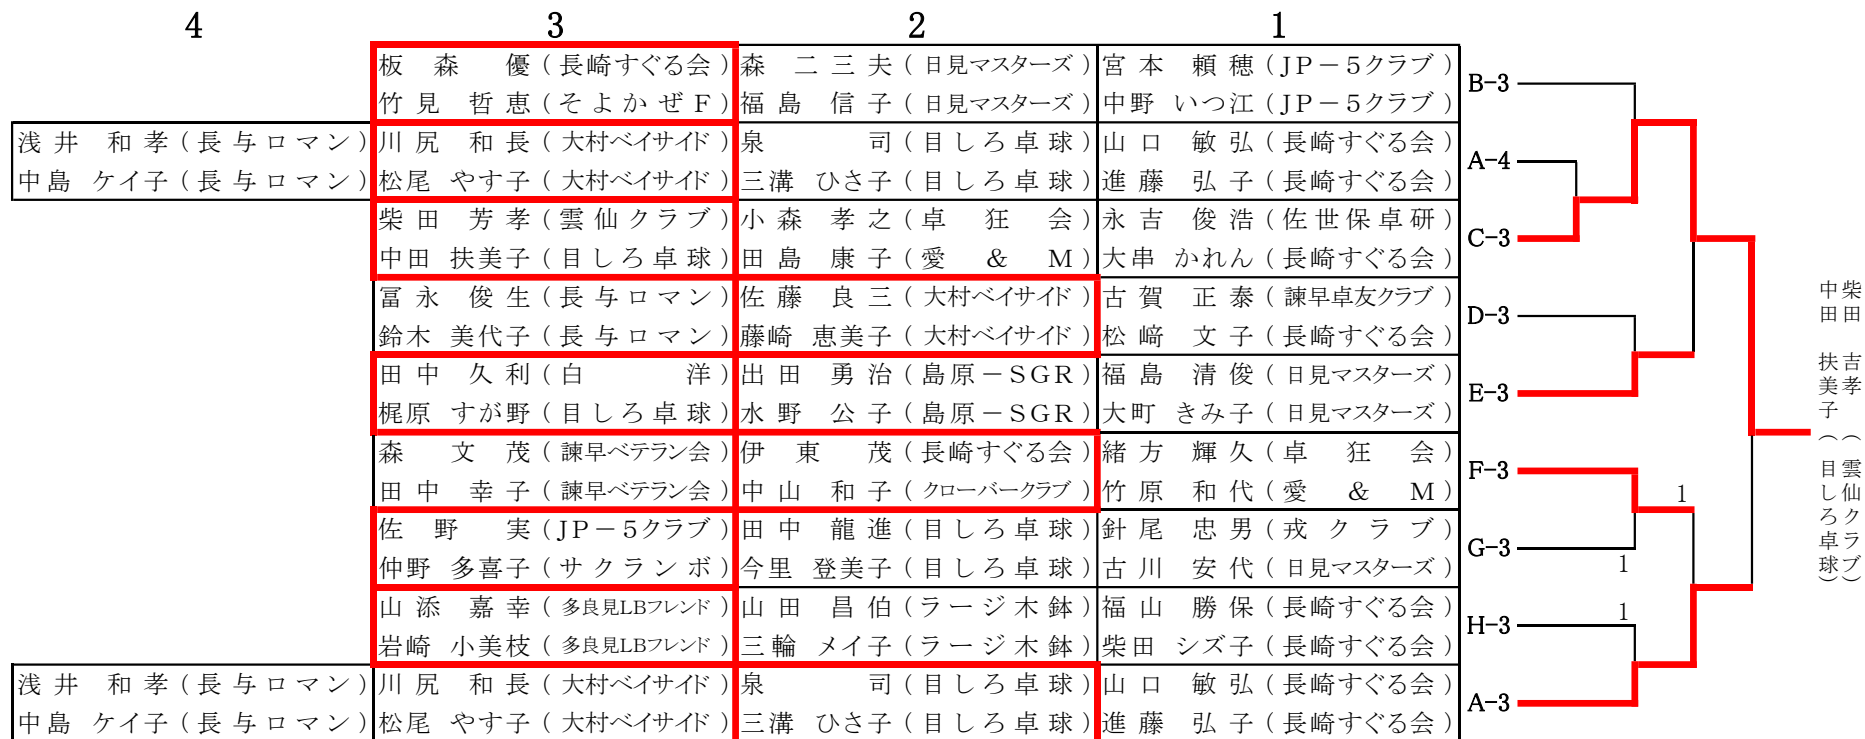 4 3 2 1
板森 優(長崎すぐる会) 森 二三夫(日見マスターズ) 宮本 頼穂(JP-5クラブ)
竹見 哲恵(そよかぜF) 福島 信子(日見マスターズ) 中野 いつ江(JP-5クラブ)
B-3
浅井 和孝(長与ロマン) 川尻 和長(大村ベイサイド) 泉 司(目しろ卓球) 山口 敏弘(長崎すぐる会)
中島 ケイ子(長与ロマン) 松尾 やす子(大村ベイサイド) 三溝 ひさ子(目しろ卓球) 進藤 弘子(長崎すぐる会)
A-4
柴田 芳孝(雲仙クラブ) 小森 孝之(卓狂会) 永吉 俊浩(佐世保卓研)
中田 扶美子(目しろ卓球) 田島 康子(愛&M) 大串 かれん(長崎すぐる会)
C-3
冨永 俊生(長与ロマン) 佐藤 良三(大村ベイサイド) 古賀 正泰(諫早卓友クラブ)
鈴木 美代子(長与ロマン) 藤崎 恵美子(大村ベイサイド) 松﨑 文子(長崎すぐる会)
D-3
田中 久利(白洋) 出田 勇治(島原-SGR) 福島 清俊(日見マスターズ)
梶原 すが野(目しろ卓球) 水野 公子(島原-SGR) 大町 きみ子(日見マスターズ)
E-3
森 文茂(諫早ベテラン会) 伊東 茂(長崎すぐる会) 緒方 輝久(卓狂会)
田中 幸子(諫早ベテラン会) 中山 和子(クローバークラブ) 竹原 和代(愛&M)
F-3
1
佐野 実(JP-5クラブ) 田中 龍進(目しろ卓球) 針尾 忠男(戎クラブ)
仲野 多喜子(サクランボ) 今里 登美子(目しろ卓球) 古川 安代(日見マスターズ)
G-3
1
山添 嘉幸(多良見LBフレンド) 山田 昌伯(ラージ木鉢) 福山 勝保(長崎すぐる会)
岩崎 小美枝(多良見LBフレンド) 三輪 メイ子(ラージ木鉢) 柴田 シズ子(長崎すぐる会)
H-3
1
浅井 和孝(長与ロマン) 川尻 和長(大村ベイサイド) 泉 司(目しろ卓球) 山口 敏弘(長崎すぐる会)
中島 ケイ子(長与ロマン) 松尾 やす子(大村ベイサイド) 三溝 ひさ子(目しろ卓球) 進藤 弘子(長崎すぐる会)
A-3
柴田 吉孝(雲仙クラブ)
中田 扶美子(目しろ卓球)